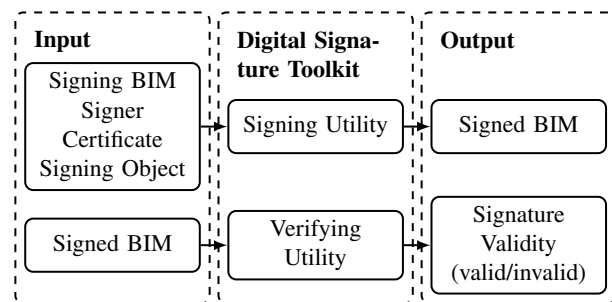 Input
Signing BIM
Signer
Certificate
Signing Object
Signed BIM
Digital Signa-
ture Toolkit
Signing Utility
Verifying
Utility
Output
Signed BIM
Signature
Validity
(valid/invalid)